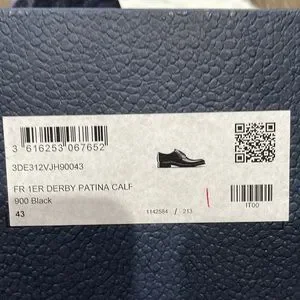 3 616253 067652
3DE312VJH90043
FR 1ER DERBY PATINA CALF
900 Black
43
1142584 / 213
IT00